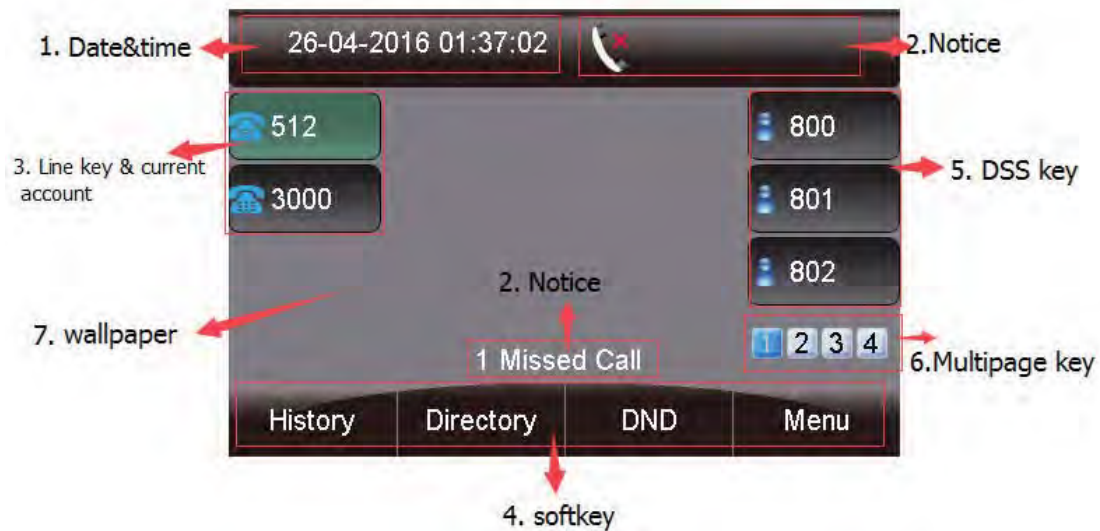 1. Date&time
26-04-2016 01:37:02
2.Notice
512
3000
3. Line key & current
account
800
801
802
5. DSS key
2. Notice
1 Missed Call
7. wallpaper
1 2 3 4
6.Multipage key
History Directory DND Menu
4. softkey